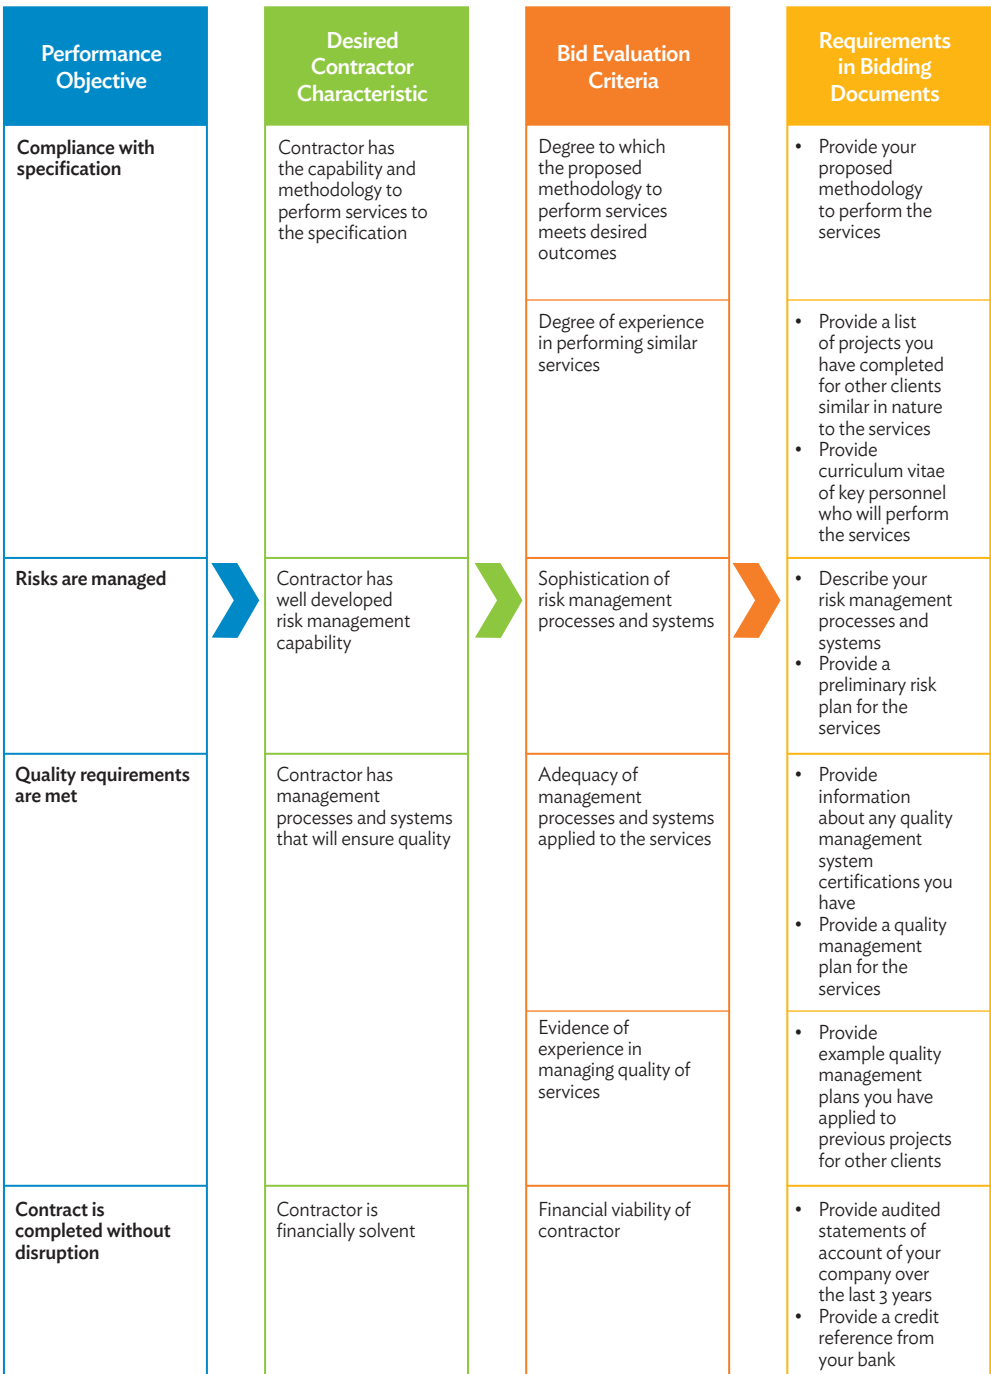 Performance
Objective
Desired
Contractor
Characteristic
Bid Evaluation
Criteria
Requirements
in Bidding
Documents
Compliance with
specification
Contractor has
the capability and
methodology to
perform services to
the specification
Degree to which
the proposed
methodology to
perform services
meets desired
outcomes
• Provide your
proposed
methodology
to perform the
services
Degree of experience
in performing similar
services
• Provide a list
of projects you
have completed
for other clients
similar in nature
to the services
• Provide
curriculum vitae
of key personnel
who will perform
the services
Risks are managed
Contractor has
well developed
risk management
capability
Sophistication of
risk management
processes and systems
• Describe your
risk management
processes and
systems
• Provide a
preliminary risk
plan for the
services
Quality requirements
are met
Contractor has
management
processes and systems
that will ensure quality
Adequacy of
management
processes and systems
applied to the services
• Provide
information
about any quality
management
system
certifications you
have
• Provide a quality
management
plan for the
services
Evidence of
experience in
managing quality of
services
• Provide
example quality
management
plans you have
applied to
previous projects
for other clients
Contract is
completed without
disruption
Contractor is
financially solvent
Financial viability of
contractor
• Provide audited
statements of
account of your
company over
the last 3 years
• Provide a credit
reference from
your bank